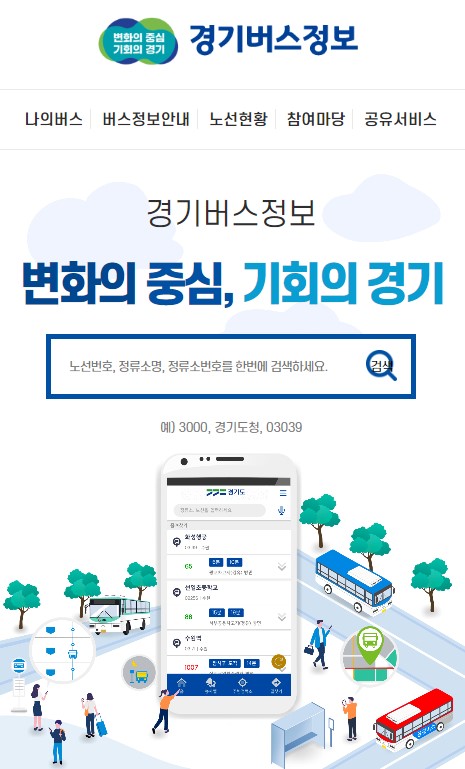 변화의 중심
기회의 경기
경기버스정보
나의버스 버스정보안내 노선현황 참여마당 공유서비스
경기버스정보
변화의 중심, 기회의 경기
노선번호, 정류소명, 정류소번호를 한번에 검색하세요. 검색
예) 3000, 경기도청, 03039
경기도
화성행궁
65
선일초등학교
86
수원역
1007